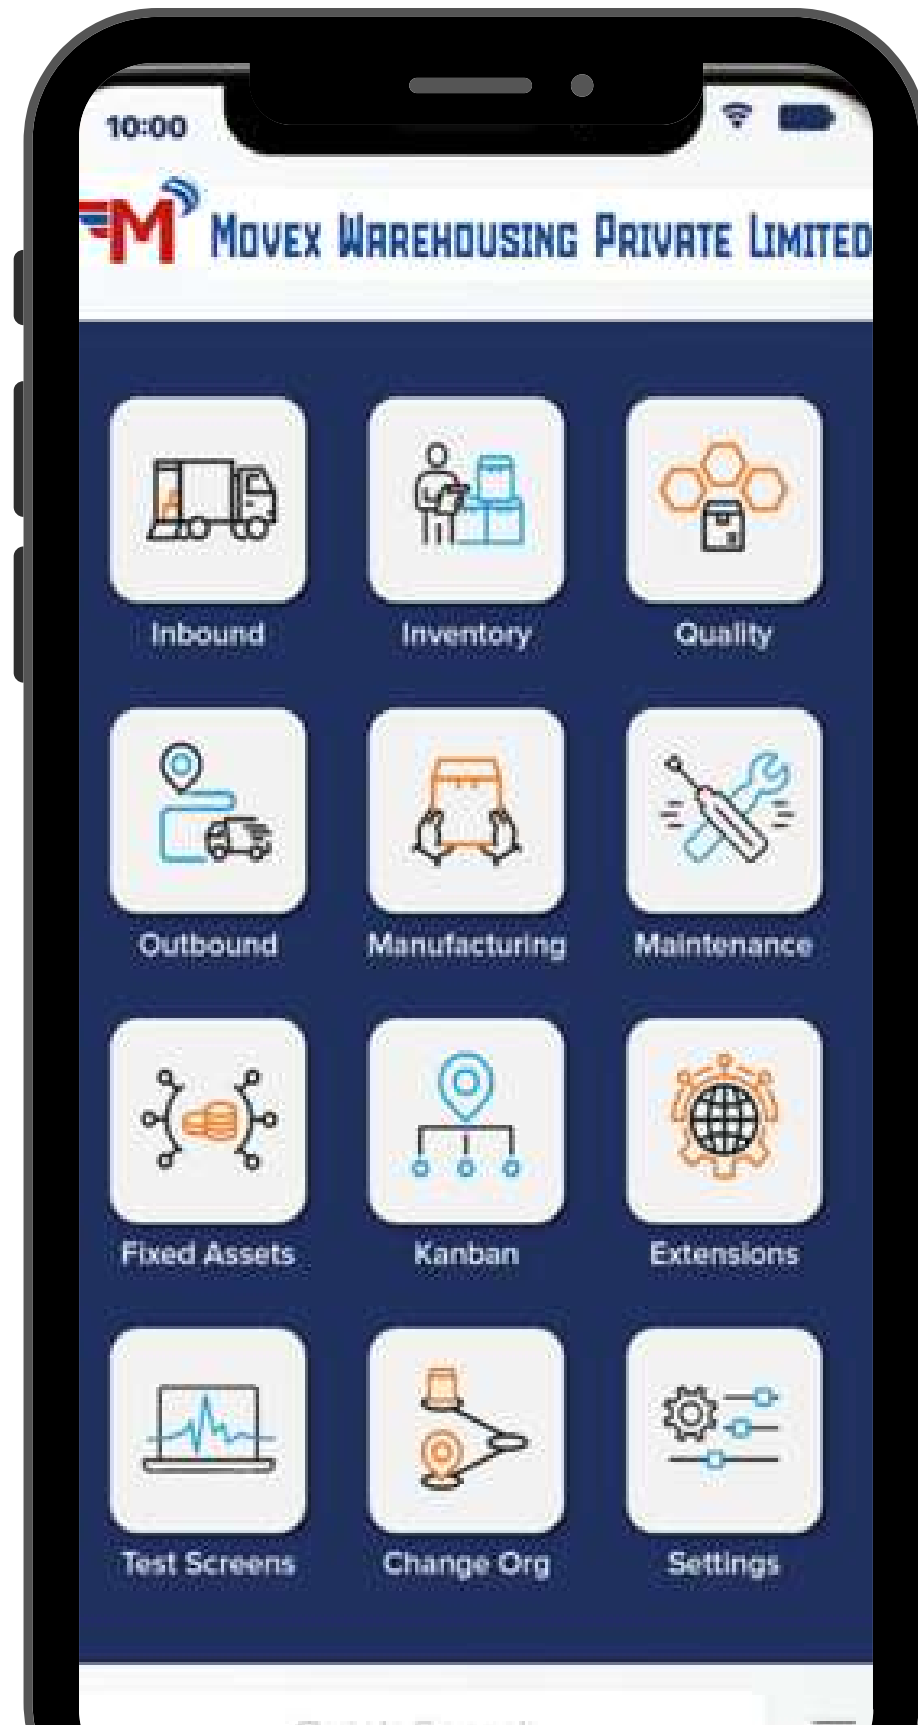 10:00
M MOVEX WAREHOUSING PRIVATE LIMITED
Inbound Inventory Quality
Outbound Manufacturing Maintenance
Fixed Assets Kanban Extensions
Test Screens Change Org Settings